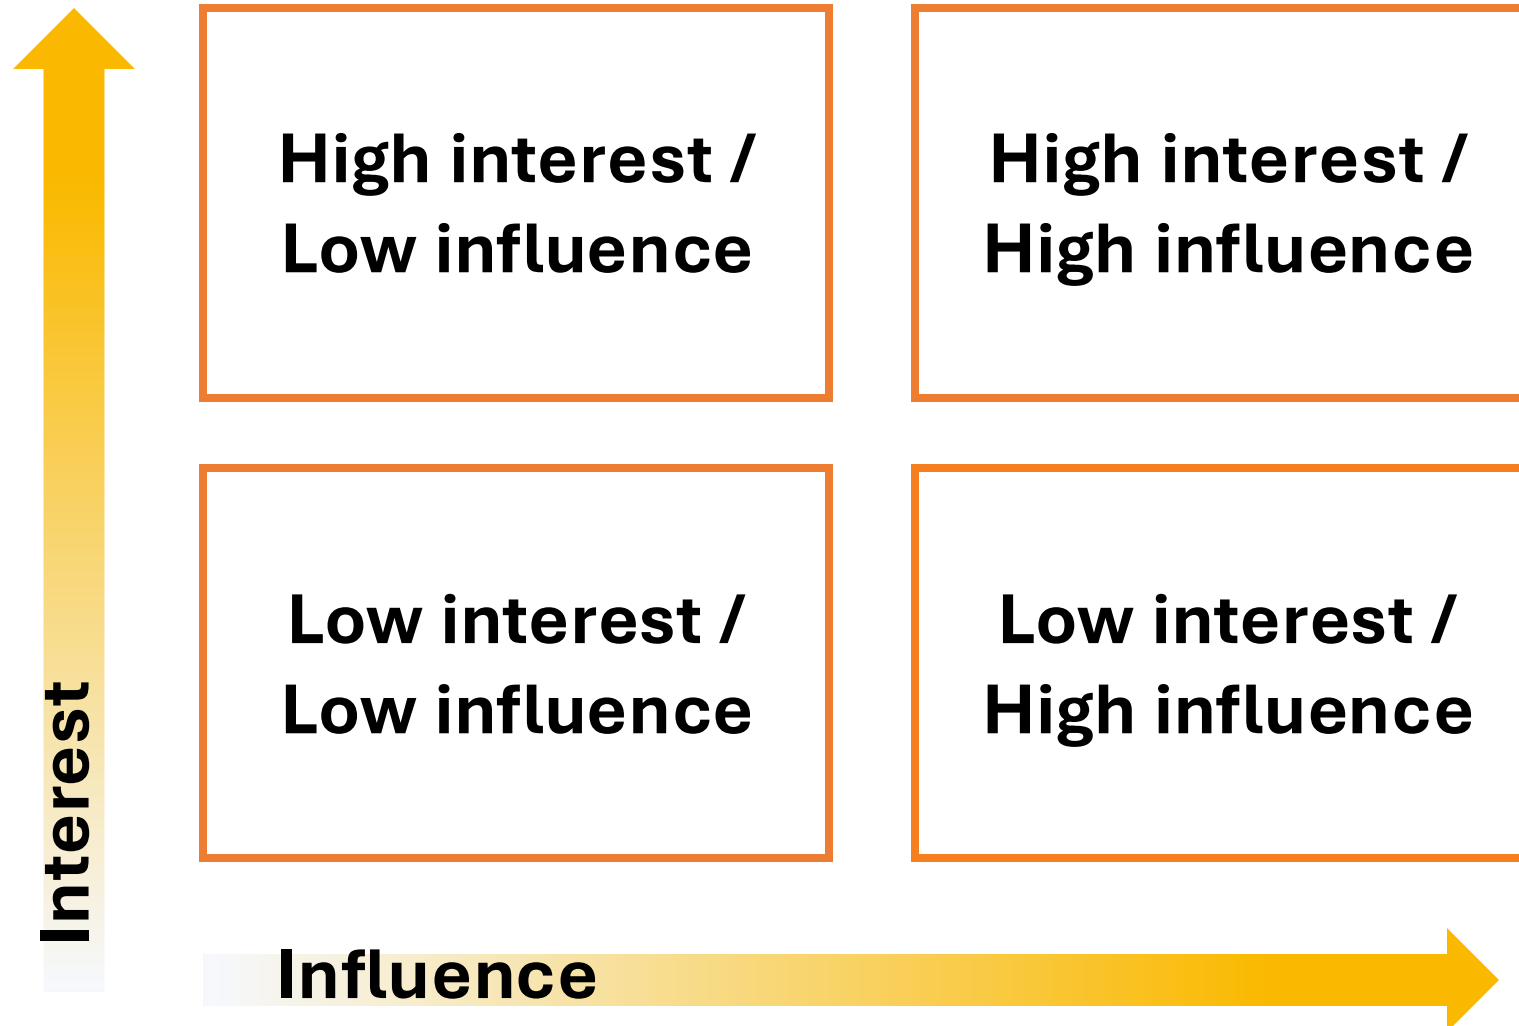 High interest /
Low influence
High interest /
High influence
Low interest /
Low influence
Low interest /
High influence
Interest
Influence